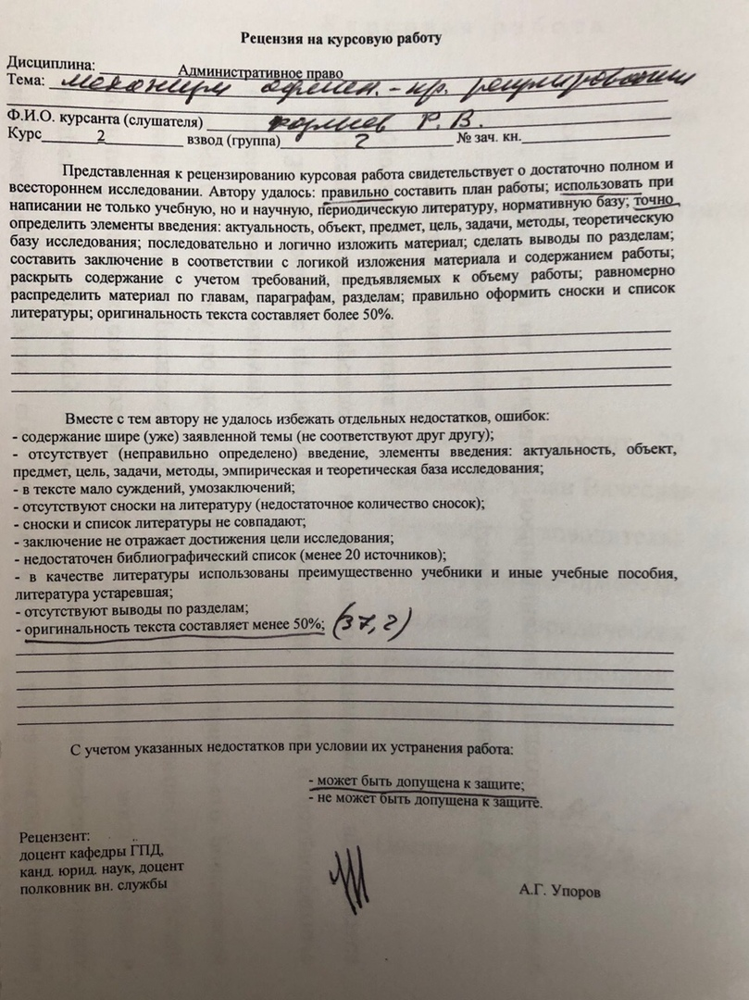 Рецензия на курсовую работу
Дисциплина: Административное право
Тема: механизм админ. - пр. регулирования
Ф.И.О. курсанта (слушателя) Р. В.
Курс 2 взвод (группа) 2 № зач. кн.
Представленная к рецензированию курсовая работа свидетельствует о достаточно полном и
всестороннем исследовании. Автору удалось: правильно составить план работы; использовать при
написании не только учебную, но и научную, периодическую литературу, нормативную базу; точно
определить элементы введения: актуальность, объект, предмет, цель, задачи, методы, теоретическую
базу исследования; последовательно и логично изложить материал; сделать выводы по разделам;
составить заключение в соответствии с логикой изложения материала и содержанием работы;
раскрыть содержание с учетом требований, предъявляемых к объему работы; равномерно
распределить материал по главам, параграфам, разделам; правильно оформить сноски и список
литературы; оригинальность текста составляет более 50%.
Вместе с тем автору не удалось избежать отдельных недостатков, ошибок:
- содержание шире (уже) заявленной темы (не соответствуют друг другу);
- отсутствует (неправильно определено) введение, элементы введения: актуальность, объект,
предмет, цель, задачи, методы, эмпирическая и теоретическая база исследования;
- в тексте мало суждений, умозаключений;
- отсутствуют сноски на литературу (недостаточное количество сносок);
- сноски и список литературы не совпадают;
- заключение не отражает достижения цели исследования;
- недостаточен библиографический список (менее 20 источников);
- в качестве литературы использованы преимущественно учебники и иные учебные пособия,
литература устаревшая;
- отсутствуют выводы по разделам;
- оригинальность текста составляет менее 50%; (37,2)
С учетом указанных недостатков при условии их устранения работа:
- может быть допущена к защите;
- не может быть допущена к защите.
Рецензент:
доцент кафедры ГПД,
канд. юрид. наук, доцент
полковник вн. службы А.Г. Упоров